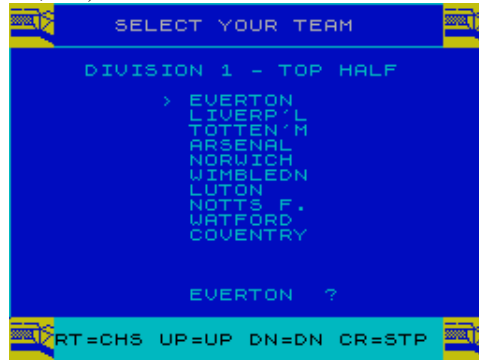 SELECT YOUR TEAM
DIVISION 1 - TOP HALF
> EVERTON
LIVERP'L
TOTTEN'M
ARSENAL
NORWICH
WIMBLEDN
LUTON
NOTTS F.
WATFORD
COVENTRY
EVERTON ?
RT=CHS UP=UP DN=DN CR=STP